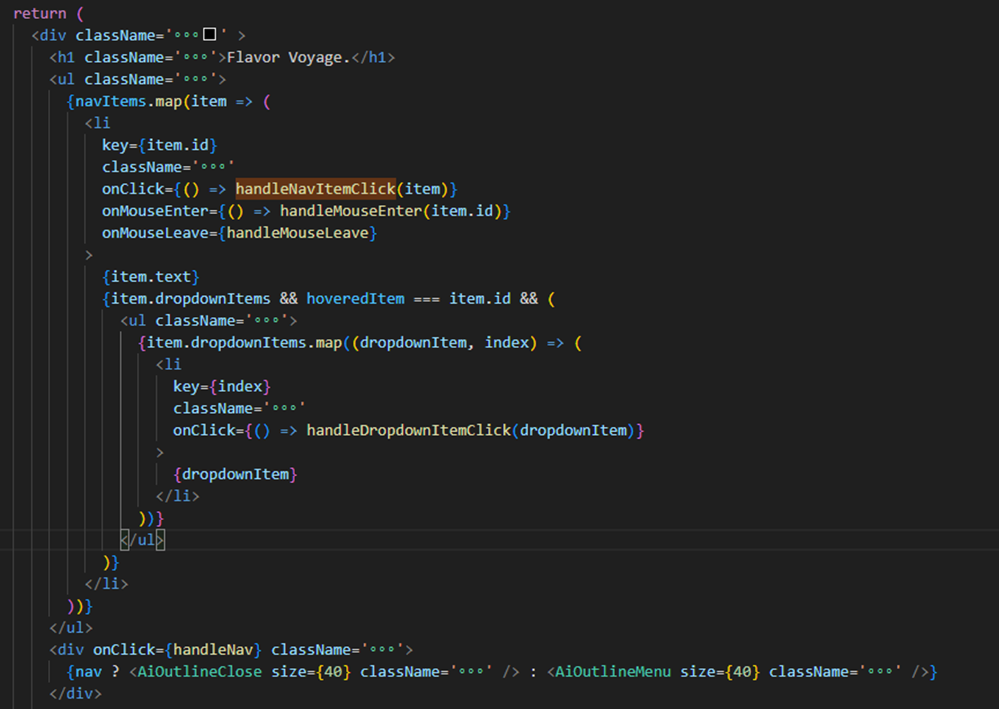 return (
<div className='∘∘∘' >
<h1 className='∘∘∘'>Flavor Voyage.</h1>
<ul className='∘∘∘'>
{navItems.map(item => (
<li
key={item.id}
className='∘∘∘'
onClick={() => handleNavItemClick(item)}
onMouseEnter={() => handleMouseEnter(item.id)}
onMouseLeave={handleMouseLeave}
>
{item.text}
{item.dropdownItems && hoveredItem === item.id && (
<ul className='∘∘∘'>
{item.dropdownItems.map((dropdownItem, index) => (
<li
key={index}
className='∘∘∘'
onClick={() => handleDropdownItemClick(dropdownItem)}
>
{dropdownItem}
</li>
))}
</ul>
)}
</li>
))}
</ul>
<div onClick={handleNav} className='∘∘∘'>
{nav ? <AiOutlineClose size={40} className='∘∘∘' /> : <AiOutlineMenu size={40} className='∘∘∘' />}
</div>